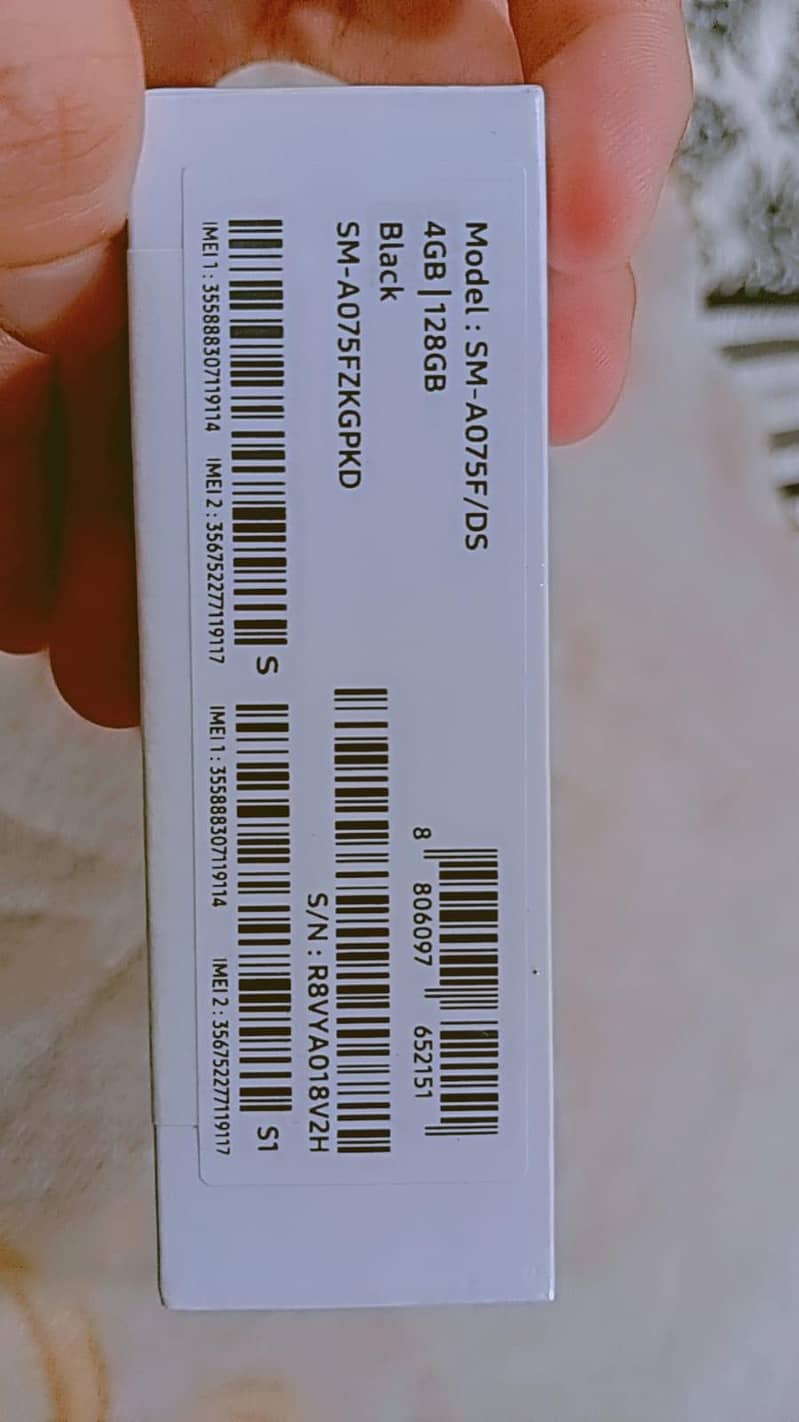 Model : SM-A075F/DS
4GB | 128GB
Black
SM-A075FZKGPKD
8 806097 652151
S/N : R8VYA018V2H
S
IMEI 1 : 355888307119114 IMEI 2 : 356752277119117
S1
IMEI 1 : 355888307119114 IMEI 2 : 356752277119117